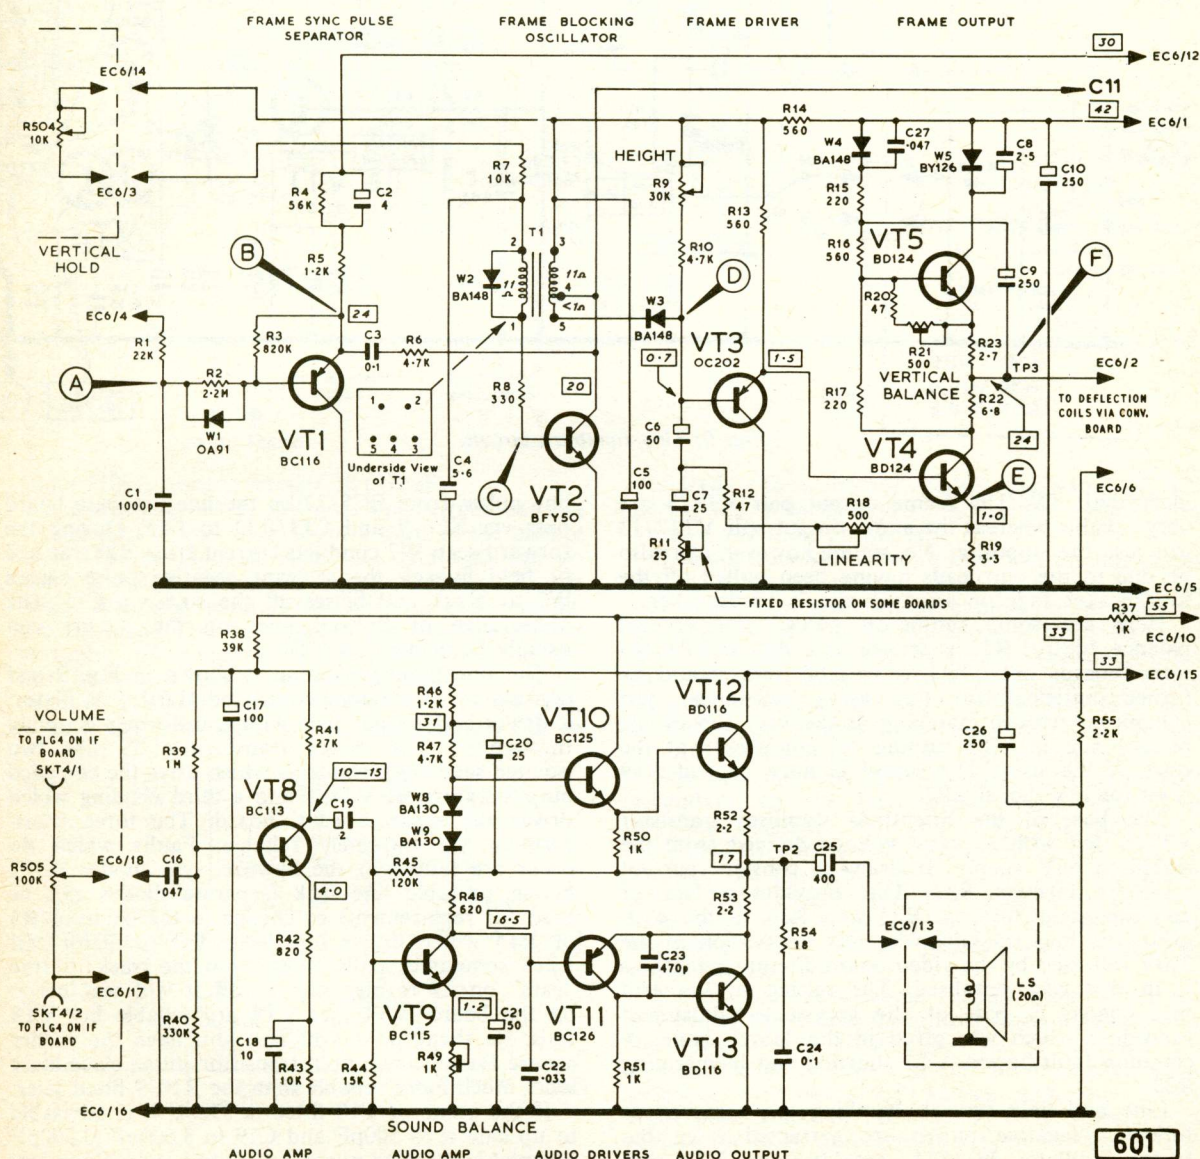 FRAME SYNC PULSE
SEPARATOR
FRAME BLOCKING
OSCILLATOR
FRAME DRIVER
FRAME OUTPUT
30
EC6/12
C11
42
EC6/1
EC6/14
R504
10K
EC6/3
VERTICAL
HOLD
R4
56K
C2
4
R5
1·2K
B
24
R7
10K
T1
2
3
11Ω
4
<1Ω
5
1
W2
BA148
11
Ω
HEIGHT
R9
30K
R10
4·7K
D
W3
BA148
0·7
R14
560
R13
560
VT3
OC202
1·5
W4
BA148
C27
·047
W5
BY126
C8
2·5
C10
250
R15
220
R16
560
VT5
BD124
C9
250
F
R20
47
R21
500
R23
2·7
TP3
EC6/2
TO DEFLECTION
COILS VIA CONV.
BOARD
VERTICAL
BALANCE
R22
6·8
24
R17
220
VT4
BD124
E
EC6/6
1·0
R19
3·3
EC6/4
R1
22K
R3
820K
C3
0·1
R6
4·7K
A
R2
2·2M
W1
OA91
VT1
BC116
1
2
5 4 3
Underside View
of T1
R8
330
20
C4
5·6
C
VT2
BFY50
C5
100
C6
50
C7
25
R12
47
R11
25
R18
500
LINEARITY
C1
1000p
FIXED RESISTOR ON SOME BOARDS
EC6/5
R37
1K
55
EC6/10
33
33
EC6/15
R38
39K
C17
100
R41
27K
R39
1M
VOLUME
TO PLG4 ON IF
BOARD
SKT4/1
R505
100K
EC6/18
C16
·047
EC6/17
SKT4/2
TO PLG4 ON IF
BOARD
VT8
BC113
10—15
C19
2
4·0
R42
820
R40
330K
C18
10
R43
10K
R44
15K
R46
1·2K
31
R47
4·7K
C20
25
W8
BA130
W9
BA130
R45
120K
R48
620
16·5
VT9
BC115
1·2
C21
50
R49
1K
C22
·033
VT10
BC125
R50
1K
VT11
BC126
C23
470p
R51
1K
VT12
BD116
R52
2·2
17
TP2
C25
400
R53
2·2
R54
18
VT13
BD116
C24
0·1
C26
250
R55
2·2K
EC6/13
LS
(20Ω)
EC6/16
SOUND BALANCE
AUDIO AMP
AUDIO AMP
AUDIO DRIVERS
AUDIO OUTPUT
601